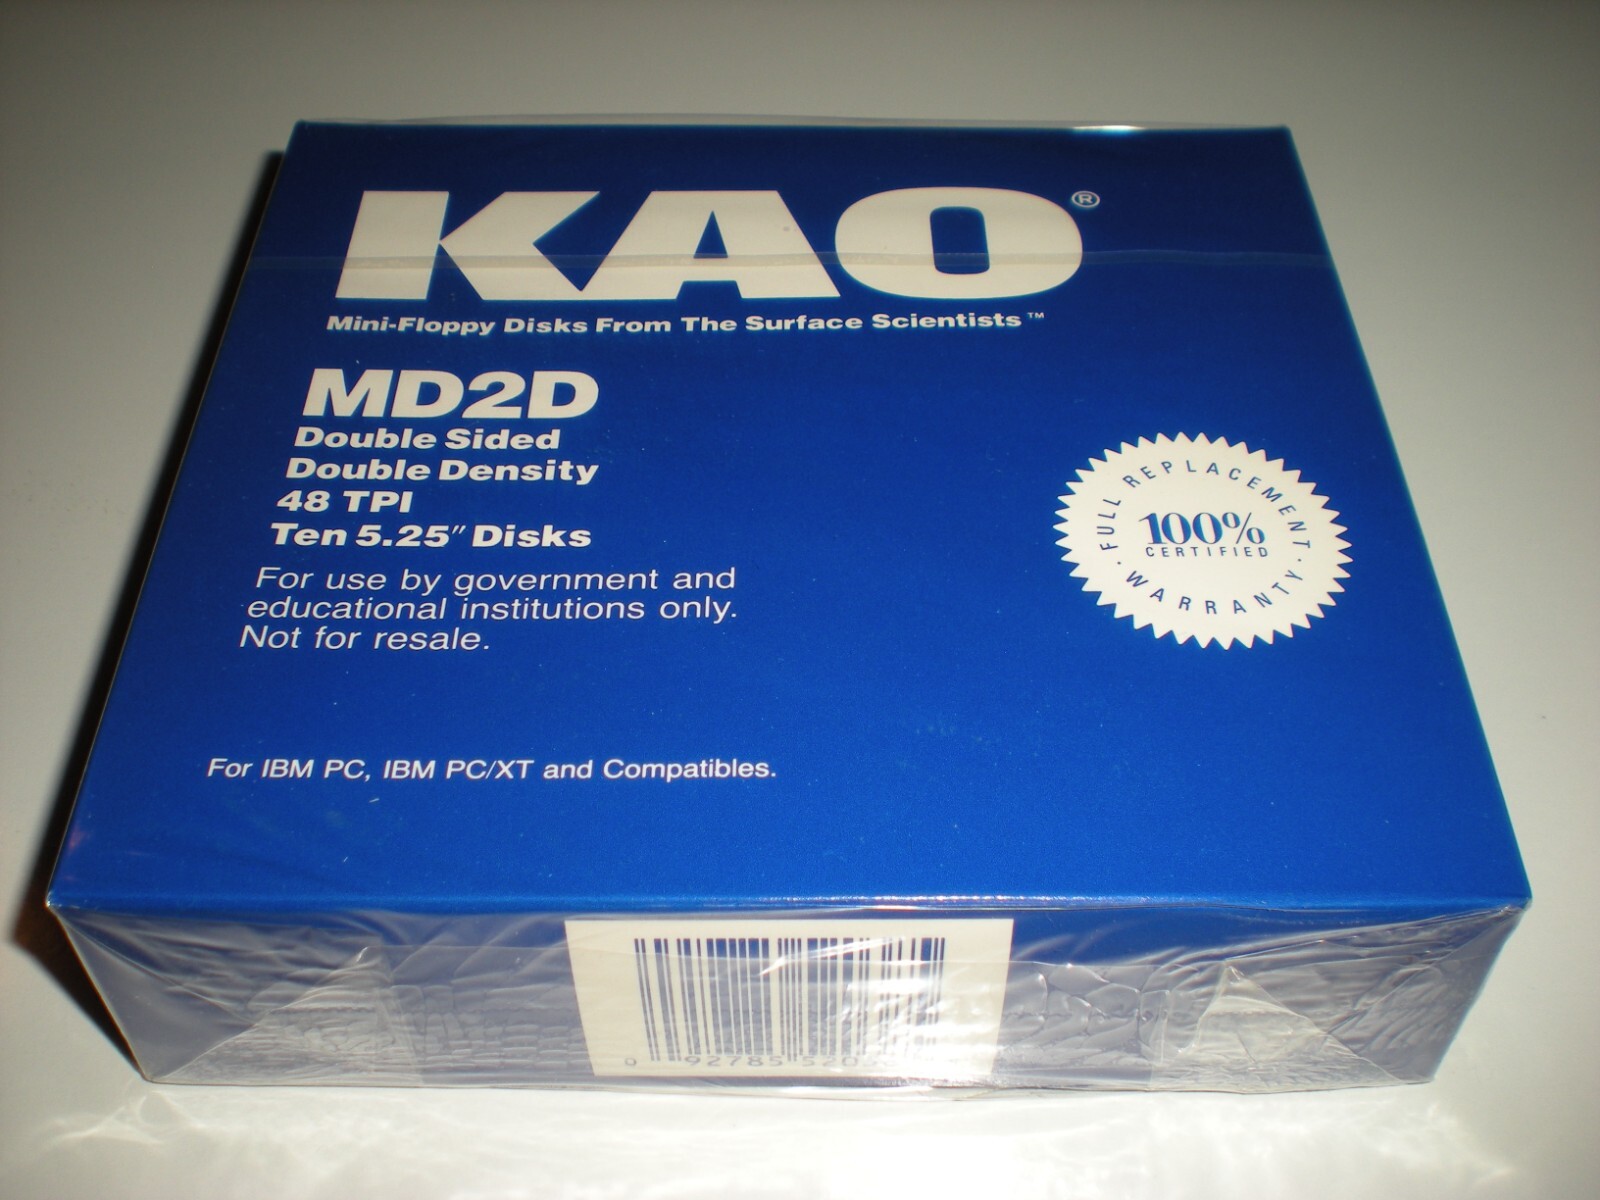 KAO®
Mini-Floppy Disks From The Surface Scientists™
MD2D
Double Sided
Double Density
48 TPI
Ten 5.25" Disks
For use by government and
educational institutions only.
Not for resale.
FULL REPLACEMENT
100%
CERTIFIED
· WARRANTY ·
For IBM PC, IBM PC/XT and Compatibles.
0 92785